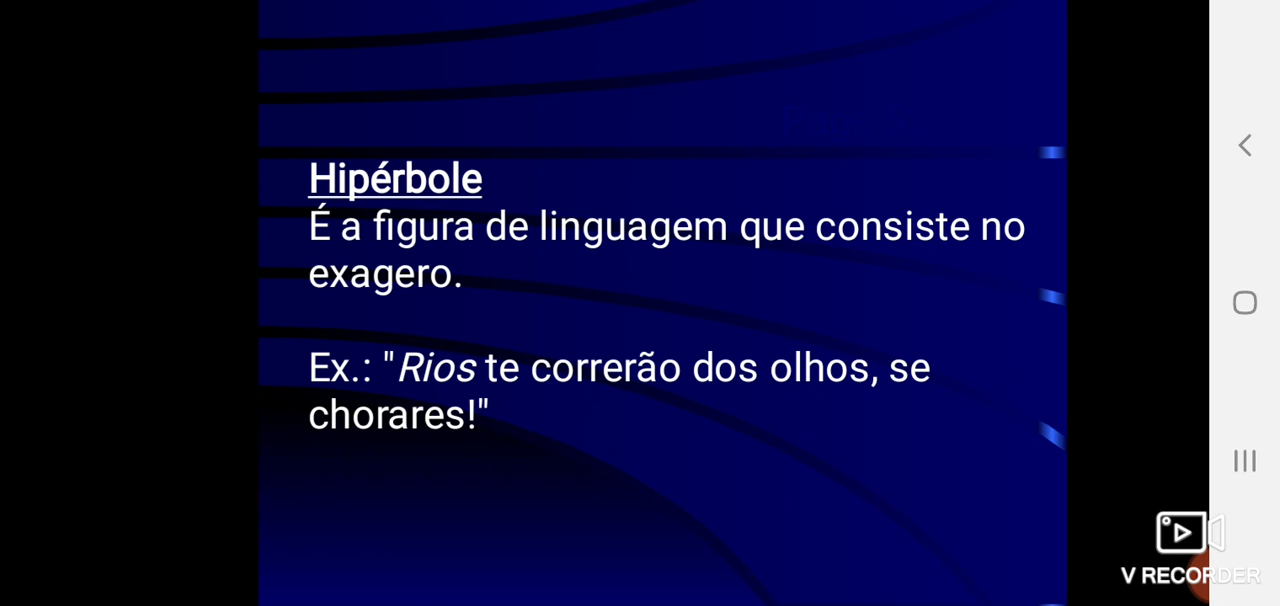 Hipérbole
É a figura de linguagem que consiste no
exagero.
Ex.: "Rios te correrão dos olhos, se
chorares!"
V RECORDER